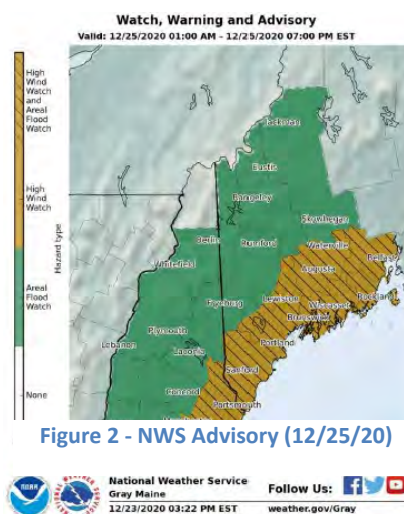 Watch, Warning and Advisory
Valid: 12/25/2020 01:00 AM - 12/25/2020 07:00 PM EST
High
Wind
Watch
and
Areal
Flood
Watch
High
Wind
Watch
Areal
Flood
Watch
None
Hazard type
Jackman
Eustis
Rangeley
Skowhegan
Berlin
Rumford
Waterville
Belfast
Whitefield
Augusta
Rockland
Fryeburg
Lewiston
Wiscasset
Brunswick
Plymouth
Lebanon
Laconia
Portland
Sanford
Concord
Portsmouth
Figure 2 - NWS Advisory (12/25/20)
NOAA
National Weather Service
Gray Maine
Follow Us:
12/23/2020 03:22 PM EST
weather.gov/Gray